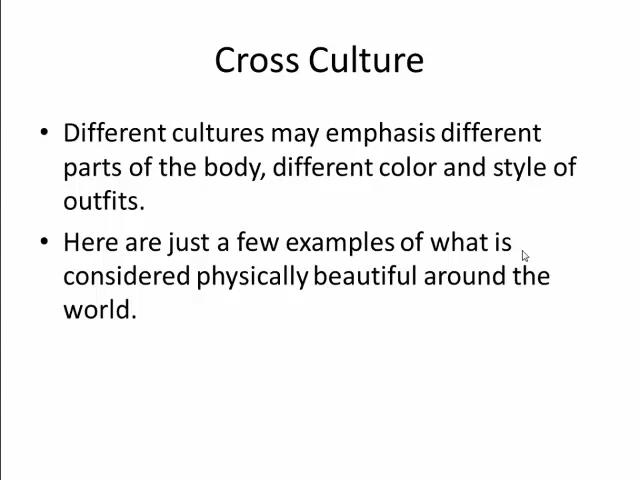 Cross Culture
• Different cultures may emphasis different
parts of the body, different color and style of
outfits.
• Here are just a few examples of what is
considered physically beautiful around the
world.